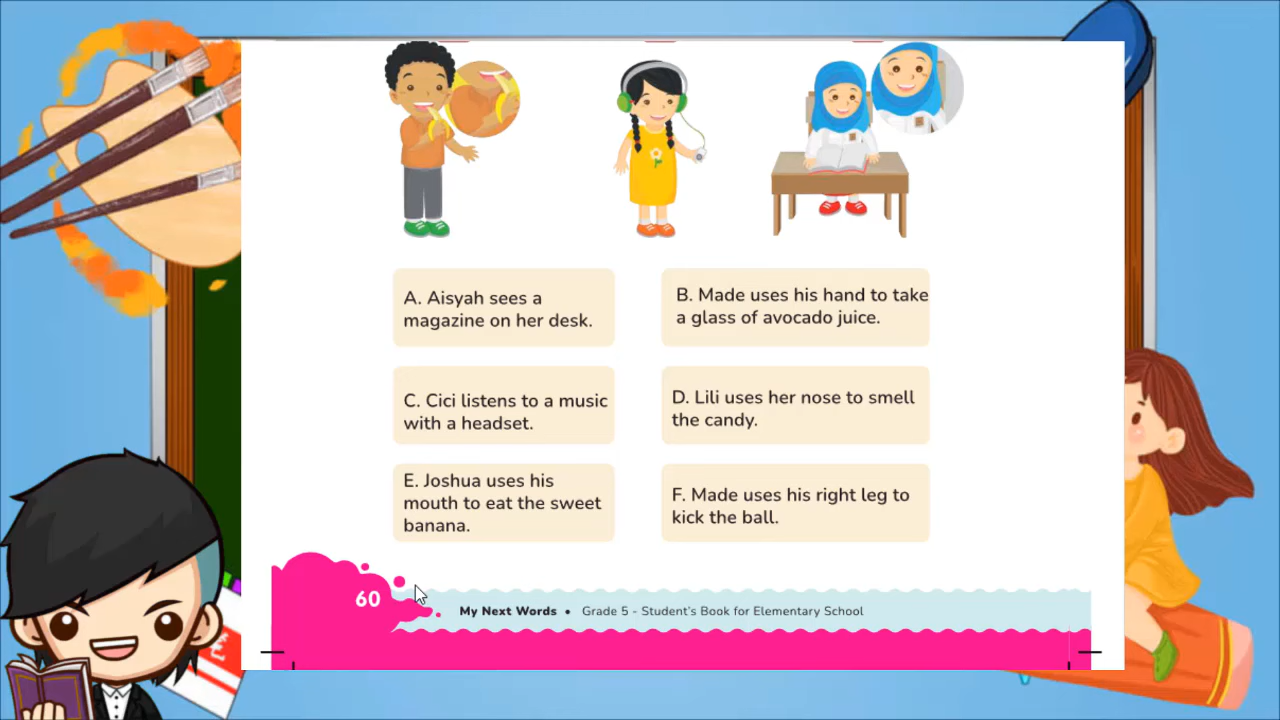 A. Aisyah sees a
magazine on her desk.
B. Made uses his hand to take
a glass of avocado juice.
C. Cici listens to a music
with a headset.
D. Lili uses her nose to smell
the candy.
E. Joshua uses his
mouth to eat the sweet
banana.
F. Made uses his right leg to
kick the ball.
60
My Next Words • Grade 5 - Student's Book for Elementary School